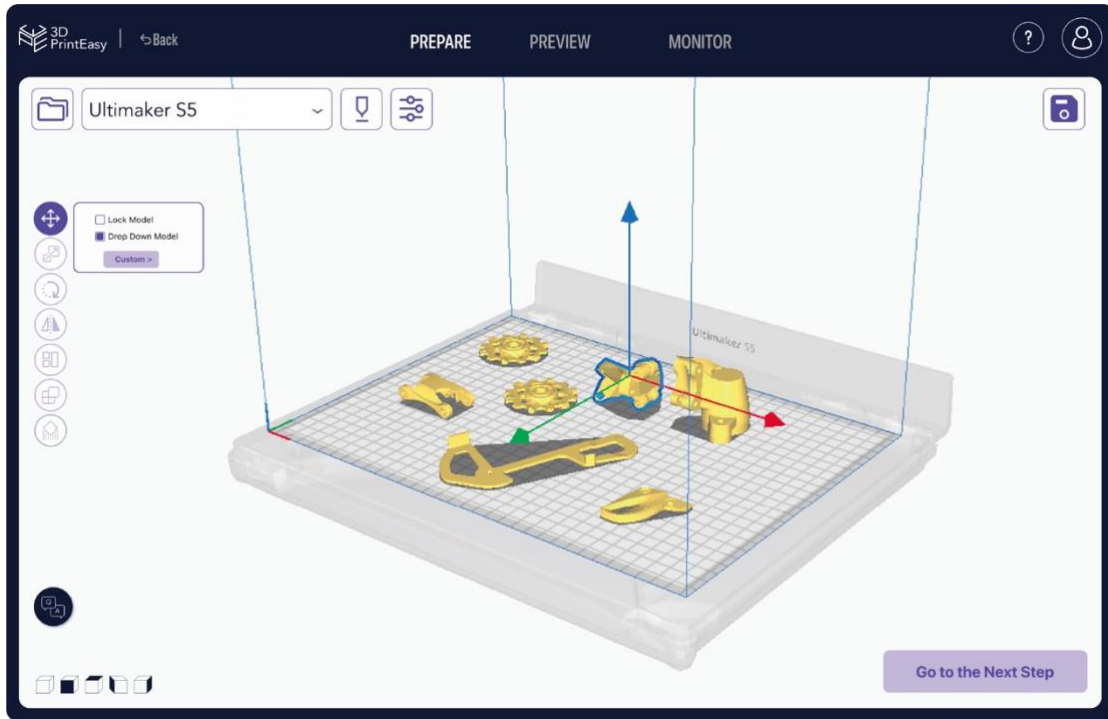 3D
PrintEasy
Back
PREPARE
PREVIEW
MONITOR
?
Ultimaker S5
Lock Model
Drop Down Model
Custom >
Ultimaker S5
Q
A
Go to the Next Step